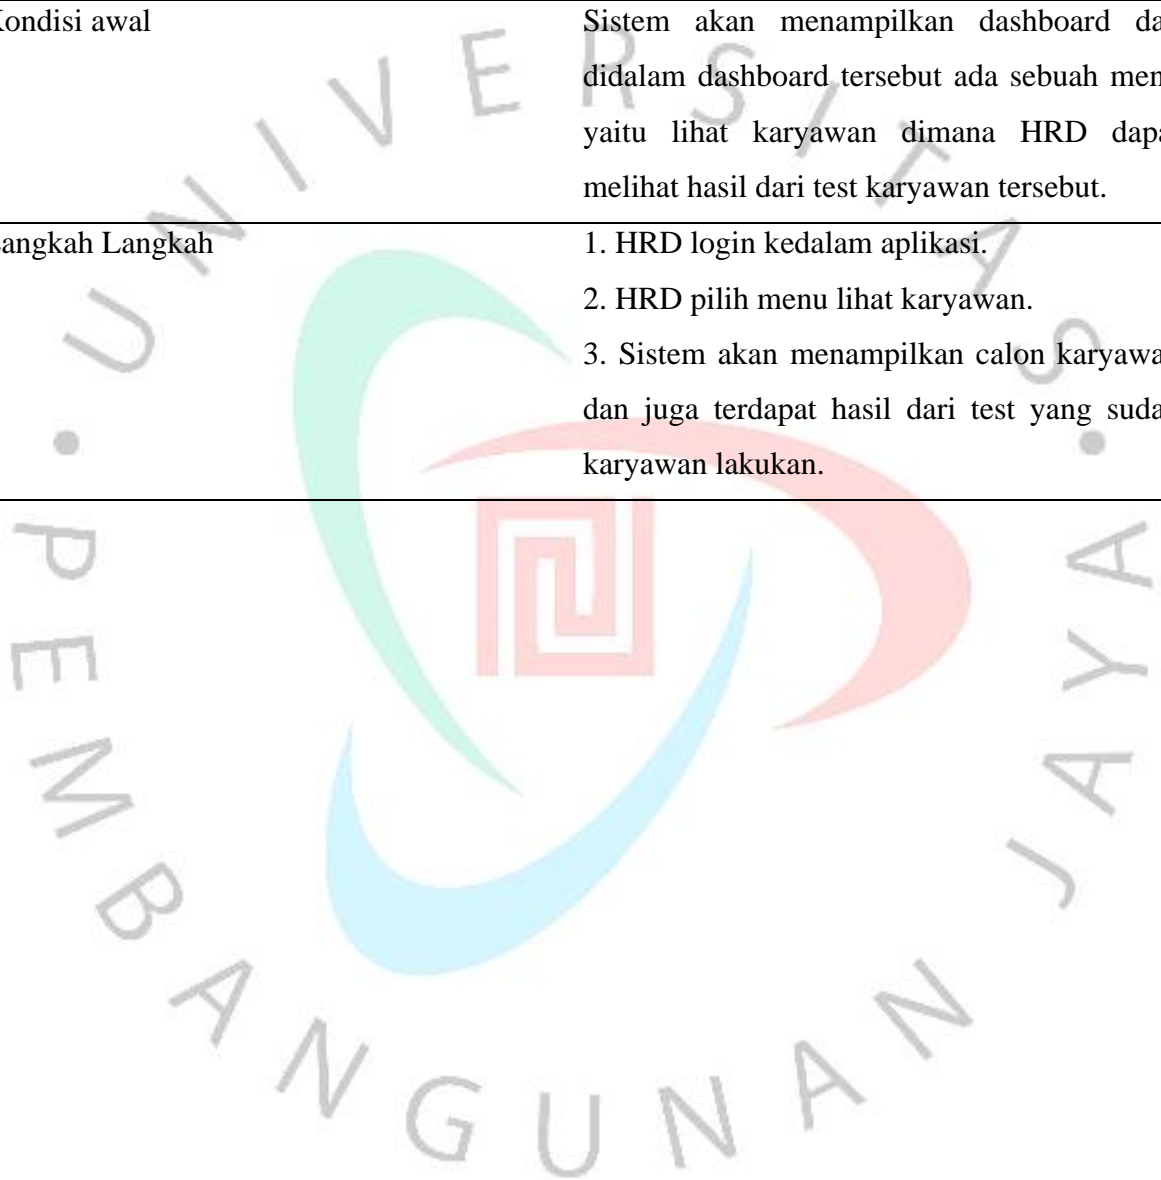 Kondisi awal
Sistem akan menampilkan dashboard da
didalam dashboard tersebut ada sebuah men
yaitu lihat karyawan dimana HRD dapa
melihat hasil dari test karyawan tersebut.
angkah Langkah
1. HRD login kedalam aplikasi.
2. HRD pilih menu lihat karyawan.
3. Sistem akan menampilkan calon karyawa
dan juga terdapat hasil dari test yang suda
karyawan lakukan.
UNIVERSITAS
PEMBANGUNAN JAYA